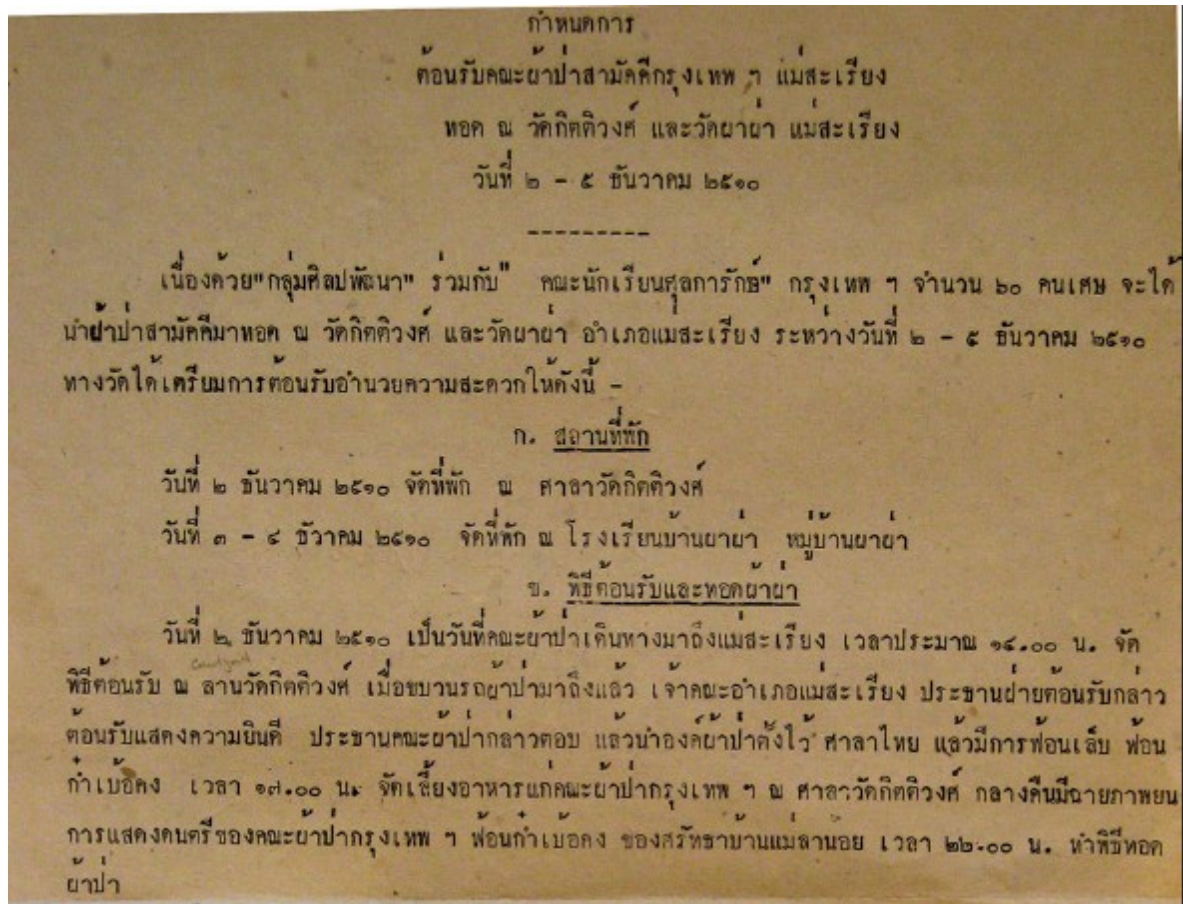 กำหนดการ
ต้อนรับคณะผ้าป่าสามัคคีกรุงเทพ ฯ แม่สะเรียง
ทอด ณ วัดกิตติวงศ์ และวัดผาผ่า แม่สะเรียง
วันที่ ๒ - ๕ ธันวาคม ๒๕๑๐
---------
เนื่องด้วย"กลุ่มศิลปพัฒนา" ร่วมกับ" คณะนักเรียนศุลการักษ์" กรุงเทพ ฯ จำนวน ๖๐ คนเศษ จะได้
นำผ้าป่าสามัคคีมาทอด ณ วัดกิตติวงศ์ และวัดผาผ่า อำเภอแม่สะเรียง ระหว่างวันที่ ๒ - ๕ ธันวาคม ๒๕๑๐
ทางวัดได้เตรียมการต้อนรับอำนวยความสะดวกให้ดังนี้ -
ก. สถานที่พัก
วันที่ ๒ ธันวาคม ๒๕๑๐ จัดที่พัก ณ ศาลาวัดกิตติวงศ์
วันที่ ๓ - ๔ ธัวาคม ๒๕๑๐ จัดที่พัก ณ โรงเรียนบ้านผาผ่า หมู่บ้านผาผ่า
ข. พิธีต้อนรับและทอดผ้าผ่า
วันที่ ๒ ธันวาคม ๒๕๑๐ เป็นวันที่คณะผ้าป่าเดินทางมาถึงแม่สะเรียง เวลาประมาณ ๑๔.๐๐ น. จัด
พิธีต้อนรับ ณ ลานวัดกิตติวงศ์ เมื่อขบวนรถผ้าป่ามาถึงแล้ว เจ้าคณะอำเภอแม่สะเรียง ประธานฝ่ายต้อนรับกล่าว
ต้อนรับแสดงความยินดี ประธานคณะผ้าป่ากล่าวตอบ แล้วนำองค์ผ้าป่าตั้งไว้ ศาลาไทย แล้วมีการฟ้อนเล็บ ฟ้อน
กำเบ้อคง เวลา ๑๗.๐๐ น. จัดเลี้ยงอาหารแก่คณะผ้าป่ากรุงเทพ ฯ ณ ศาลาวัดกิตติวงศ์ กลางคืนมีฉายภาพยน
การแสดงดนตรีของคณะผ้าป่ากรุงเทพ ฯ ฟ้อนกำเบ้อคง ของศรัทธาบ้านแม่ลาน้อย เวลา ๒๒.๐๐ น. ทำพิธีทอด
ผ้าป่า